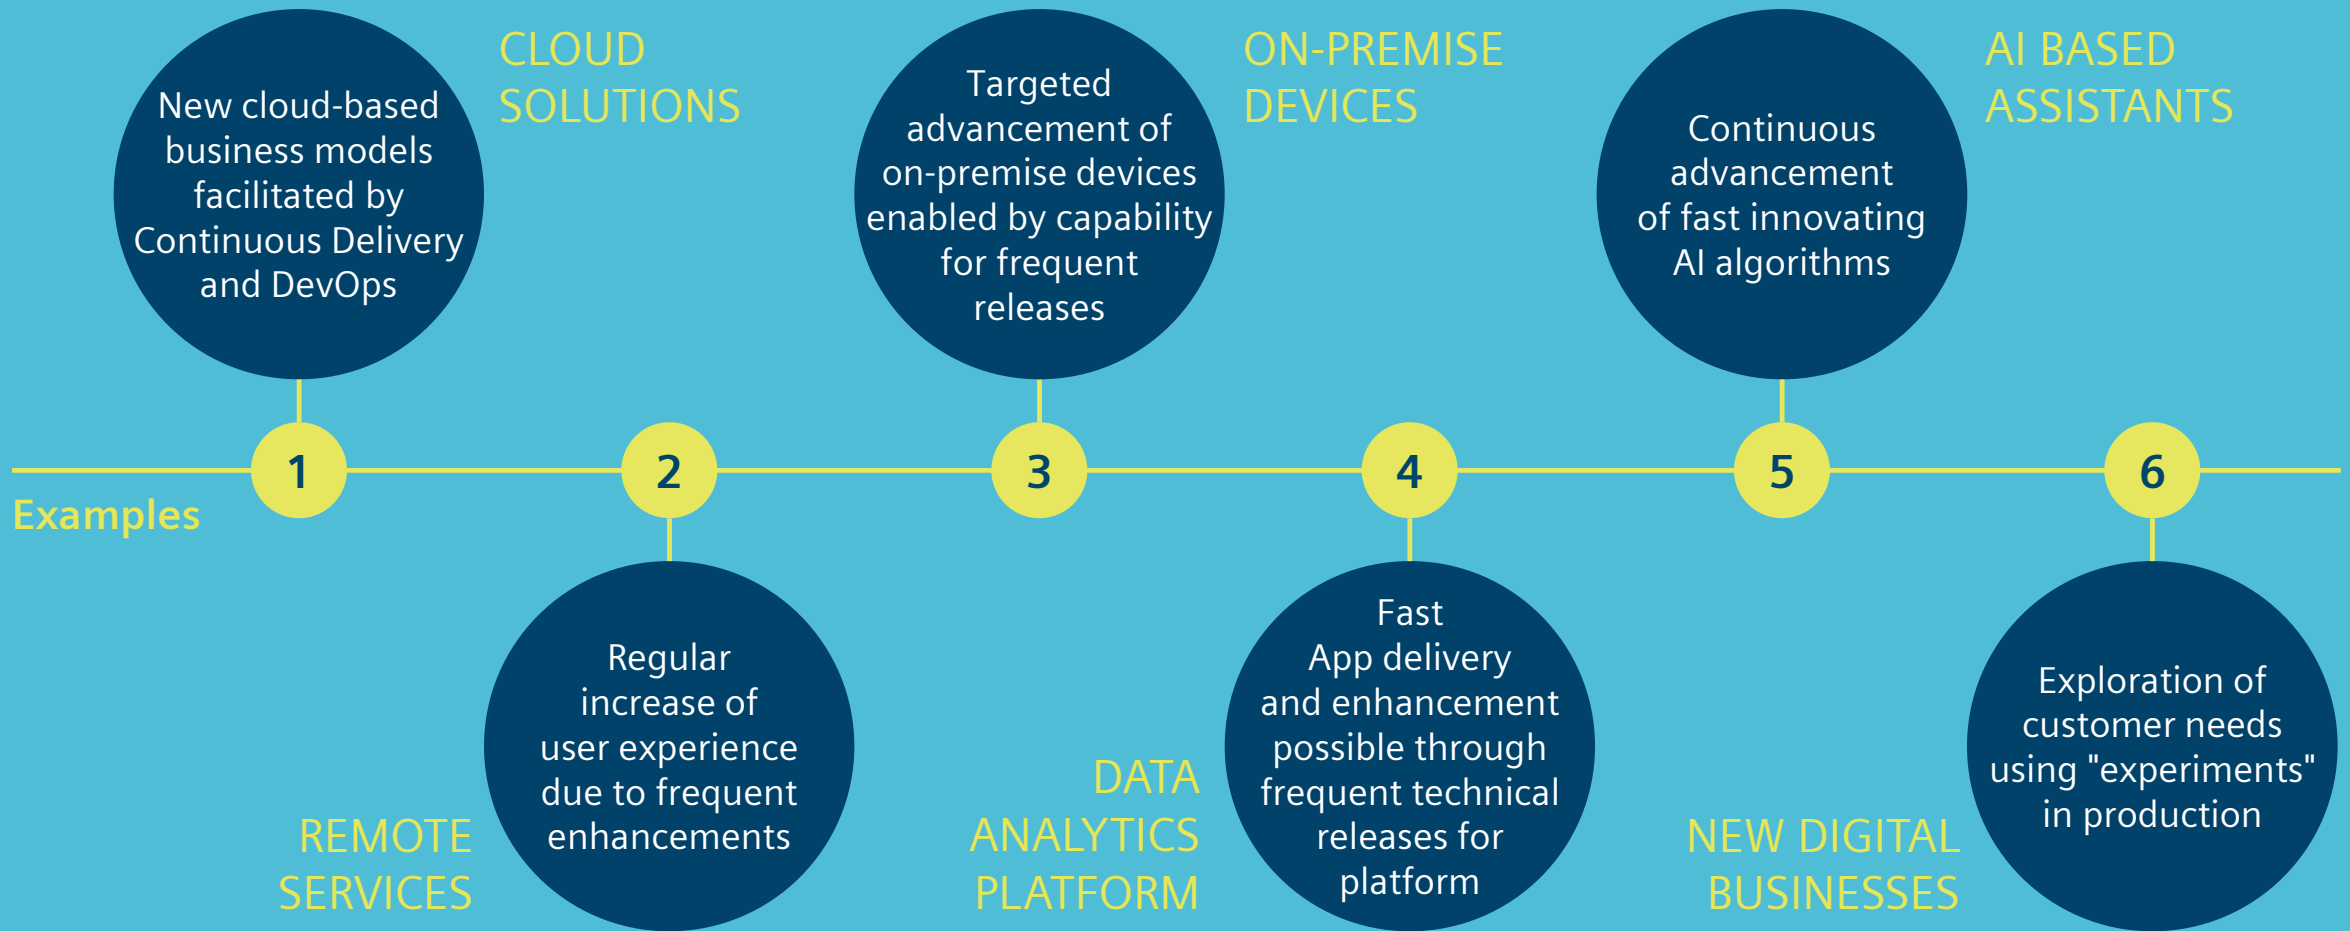 New cloud-based
business models
facilitated by
Continuous Delivery
and DevOps
CLOUD
SOLUTIONS
Targeted
advancement of
on-premise devices
enabled by capability
for frequent
releases
ON-PREMISE
DEVICES
Continuous
advancement
of fast innovating
AI algorithms
AI BASED
ASSISTANTS
1
2
3
4
5
6
Examples
REMOTE
SERVICES
Regular
increase of
user experience
due to frequent
enhancements
DATA
ANALYTICS
PLATFORM
Fast
App delivery
and enhancement
possible through
frequent technical
releases for
platform
NEW DIGITAL
BUSINESSES
Exploration of
customer needs
using "experiments"
in production